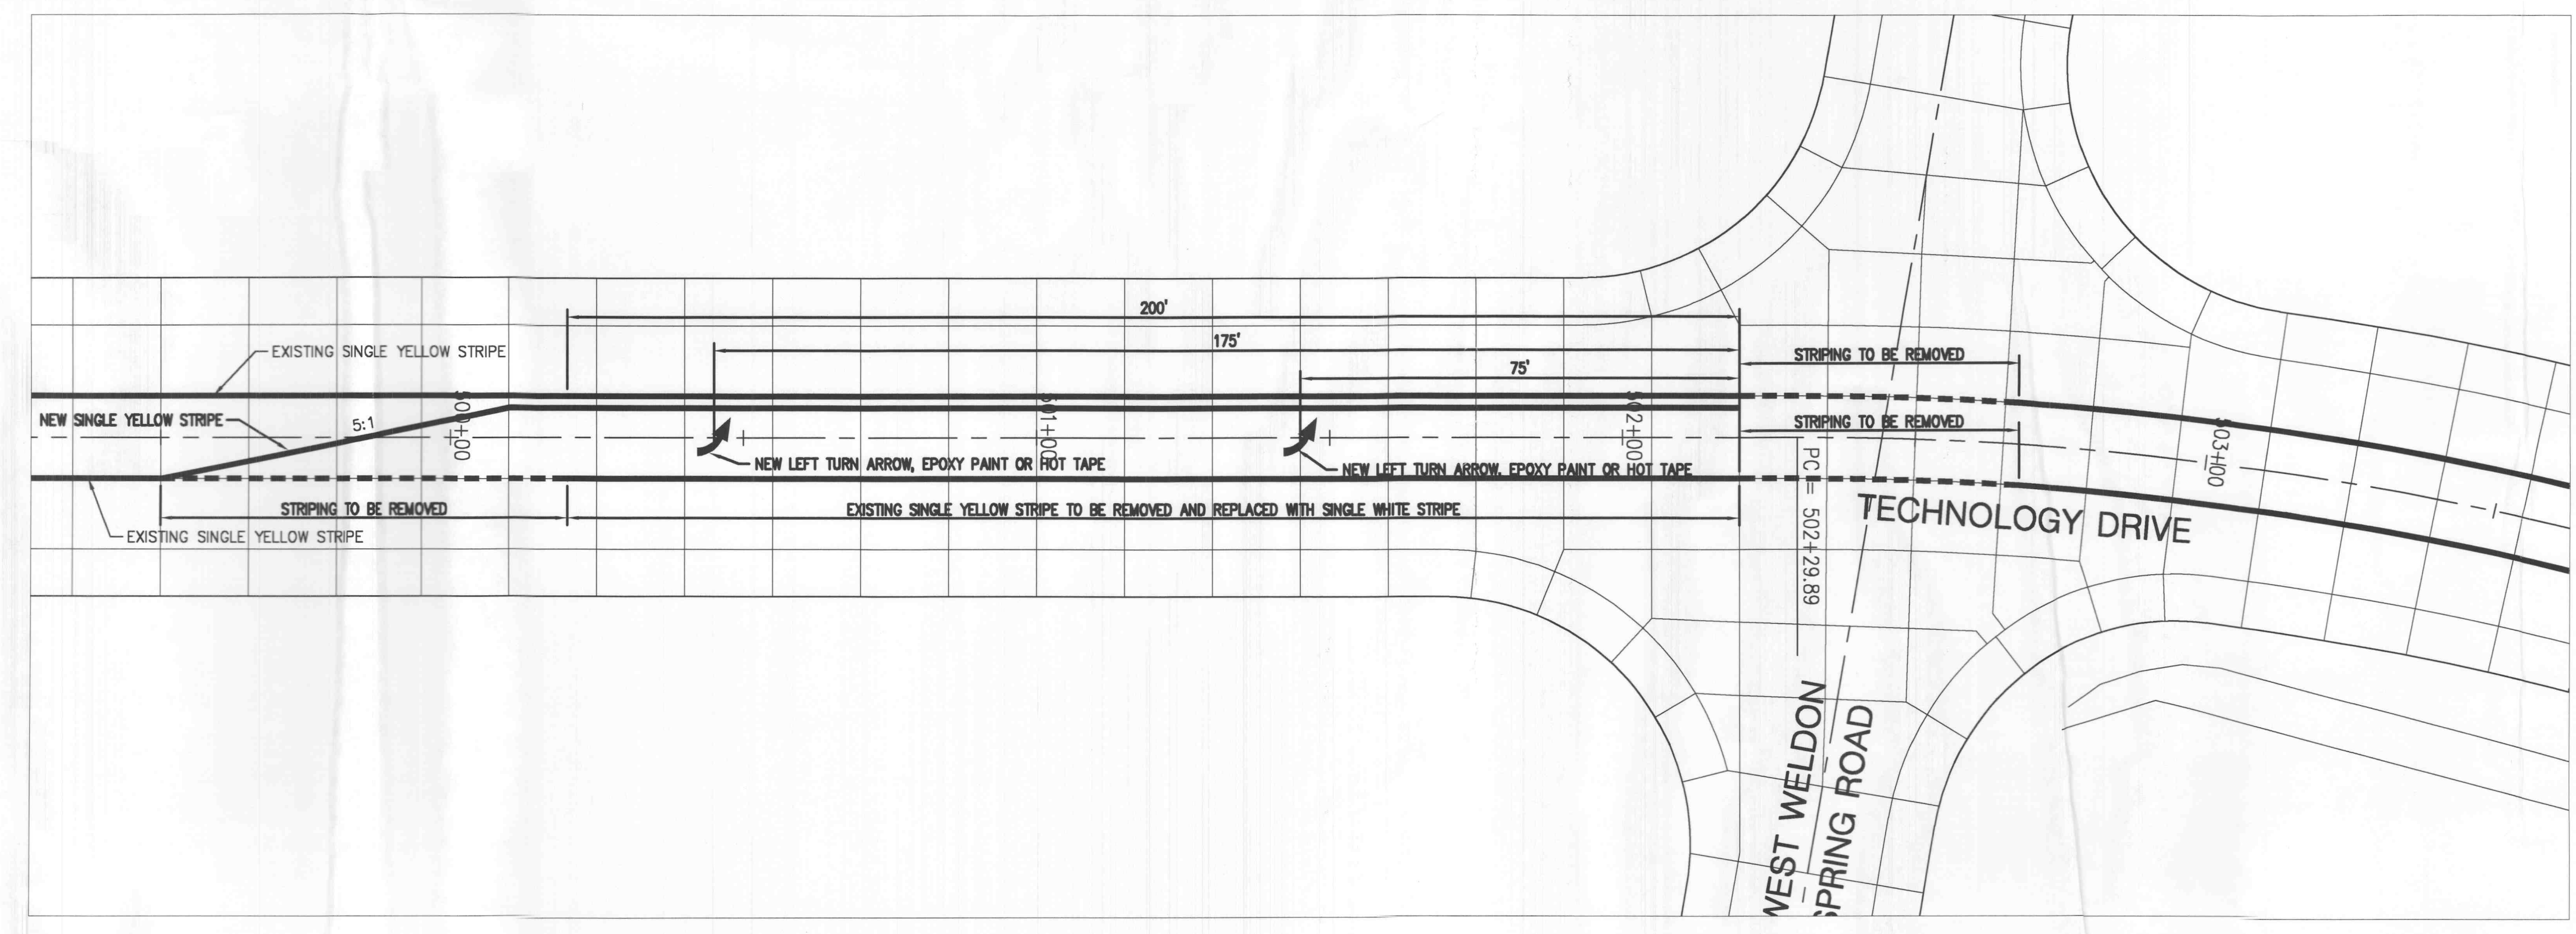 200'
175'
EXISTING SINGLE YELLOW STRIPE
STRIPING TO BE REMOVED
75'
NEW SINGLE YELLOW STRIPE
5:1
500+00
501+00
502+00
503+00
STRIPING TO BE REMOVED
NEW LEFT TURN ARROW, EPOXY PAINT OR HOT TAPE
NEW LEFT TURN ARROW, EPOXY PAINT OR HOT TAPE
STRIPING TO BE REMOVED
EXISTING SINGLE YELLOW STRIPE TO BE REMOVED AND REPLACED WITH SINGLE WHITE STRIPE
EXISTING SINGLE YELLOW STRIPE
PC = 502+29.89
TECHNOLOGY DRIVE
WEST WELDON
SPRING ROAD